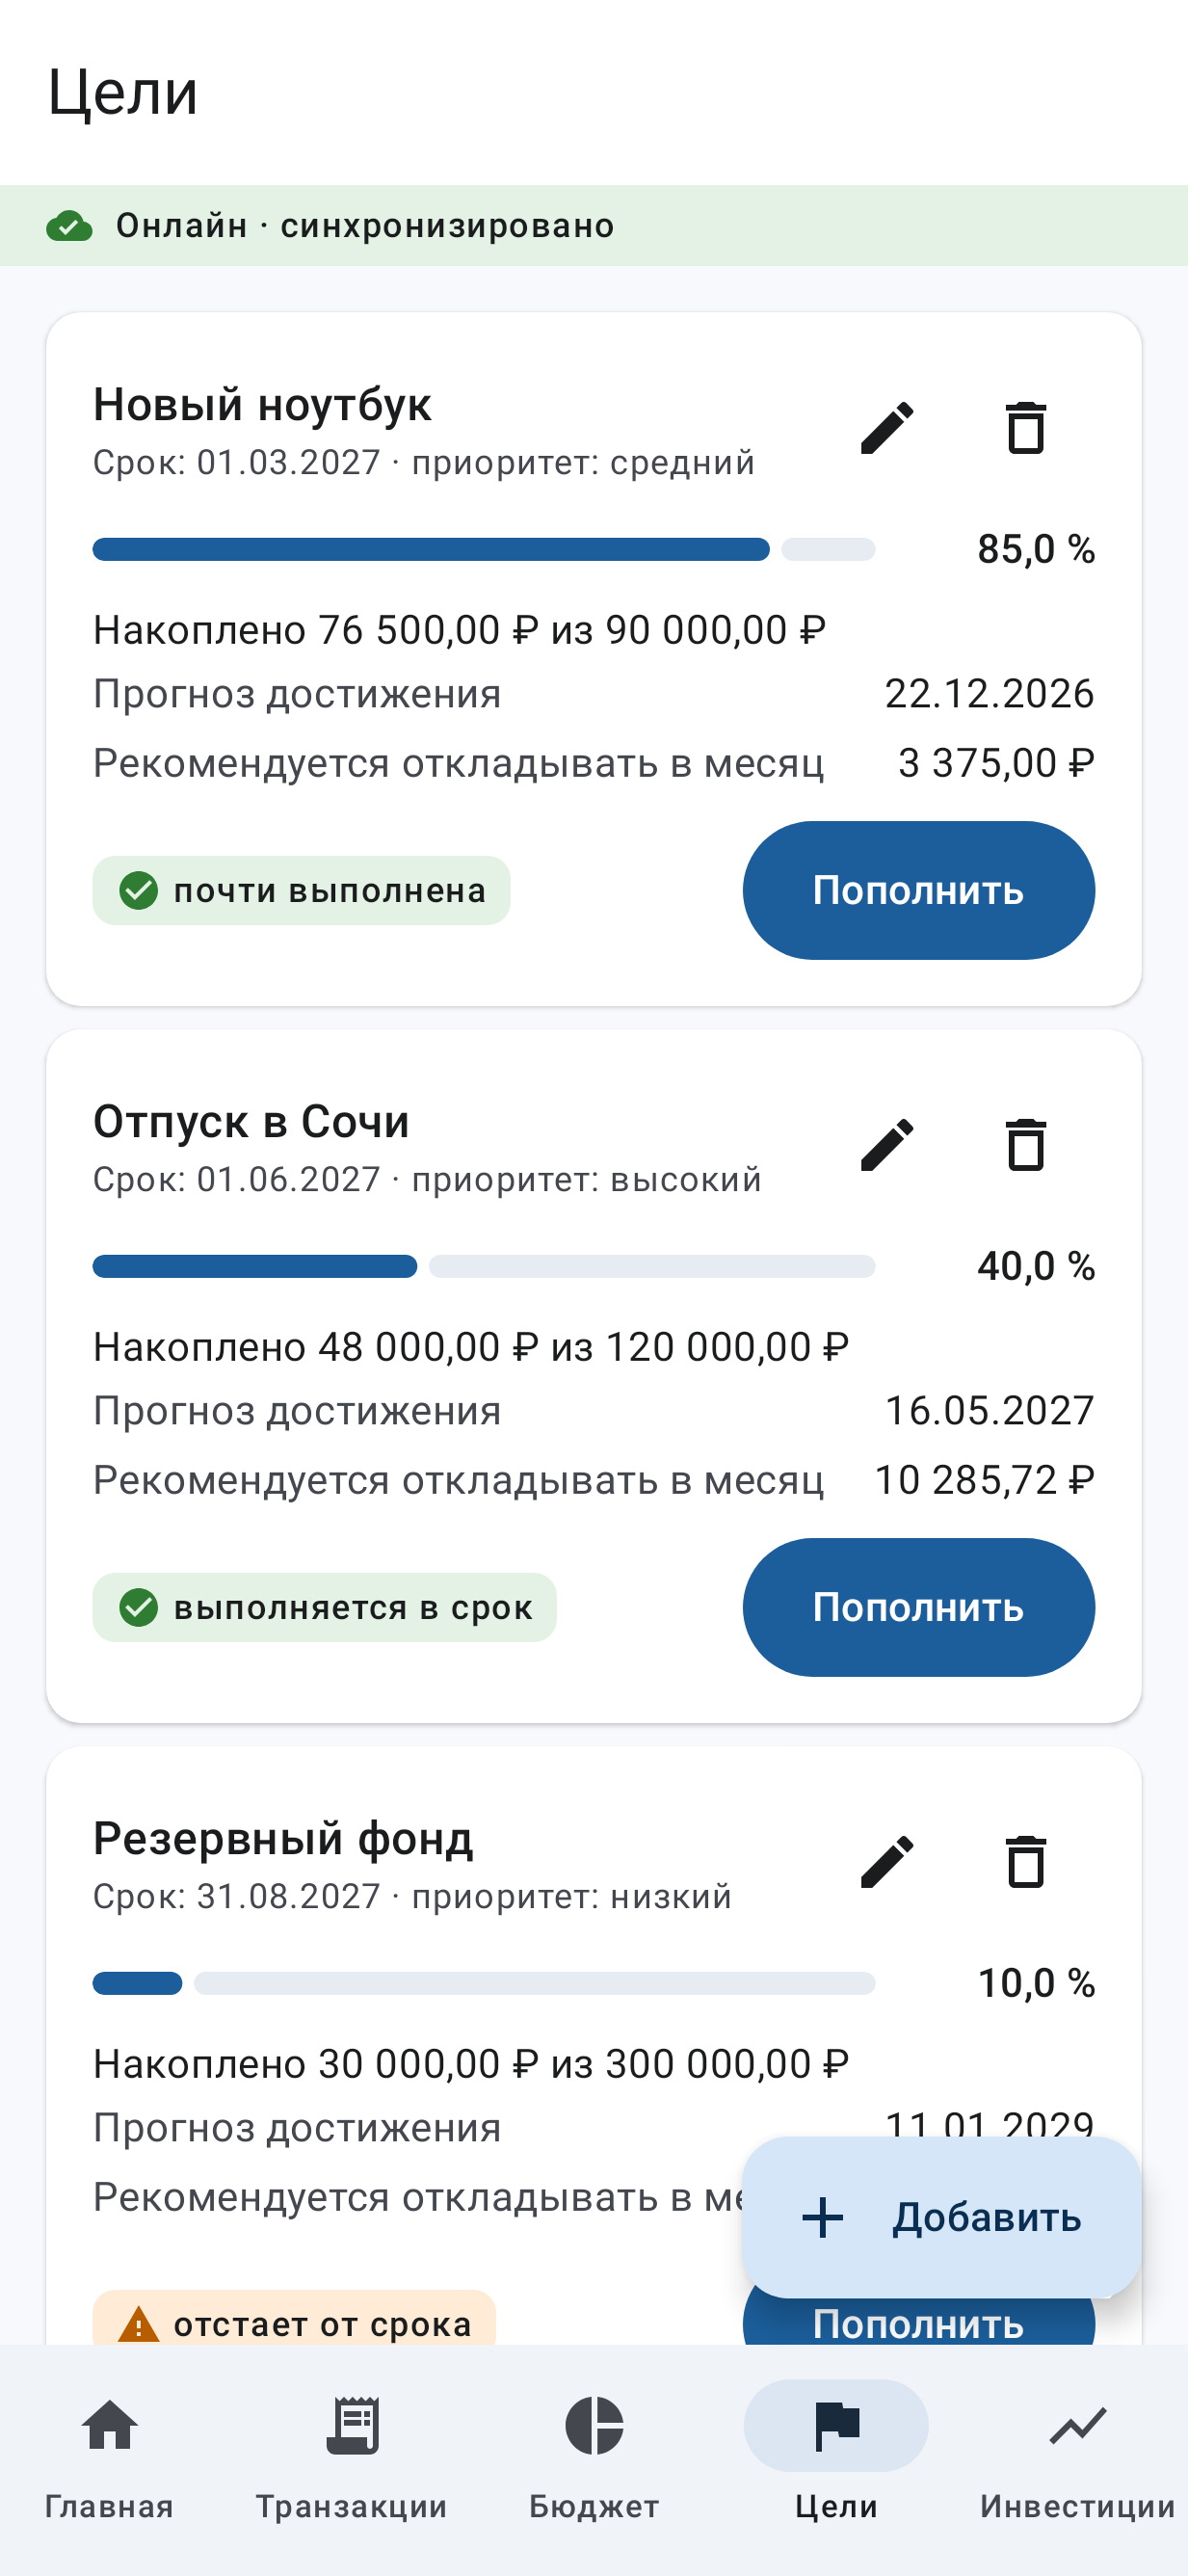 Цели
Онлайн · синхронизировано
Новый ноутбук
Срок: 01.03.2027 · приоритет: средний
85,0 %
Накоплено 76 500,00 ₽ из 90 000,00 ₽
Прогноз достижения 22.12.2026
Рекомендуется откладывать в месяц 3 375,00 ₽
почти выполнена Пополнить
Отпуск в Сочи
Срок: 01.06.2027 · приоритет: высокий
40,0 %
Накоплено 48 000,00 ₽ из 120 000,00 ₽
Прогноз достижения 16.05.2027
Рекомендуется откладывать в месяц 10 285,72 ₽
выполняется в срок Пополнить
Резервный фонд
Срок: 31.08.2027 · приоритет: низкий
10,0 %
Накоплено 30 000,00 ₽ из 300 000,00 ₽
Прогноз достижения 11.01.2029
Рекомендуется откладывать в
Добавить
отстает от срока Пополнить
Главная Транзакции Бюджет Цели Инвестиции